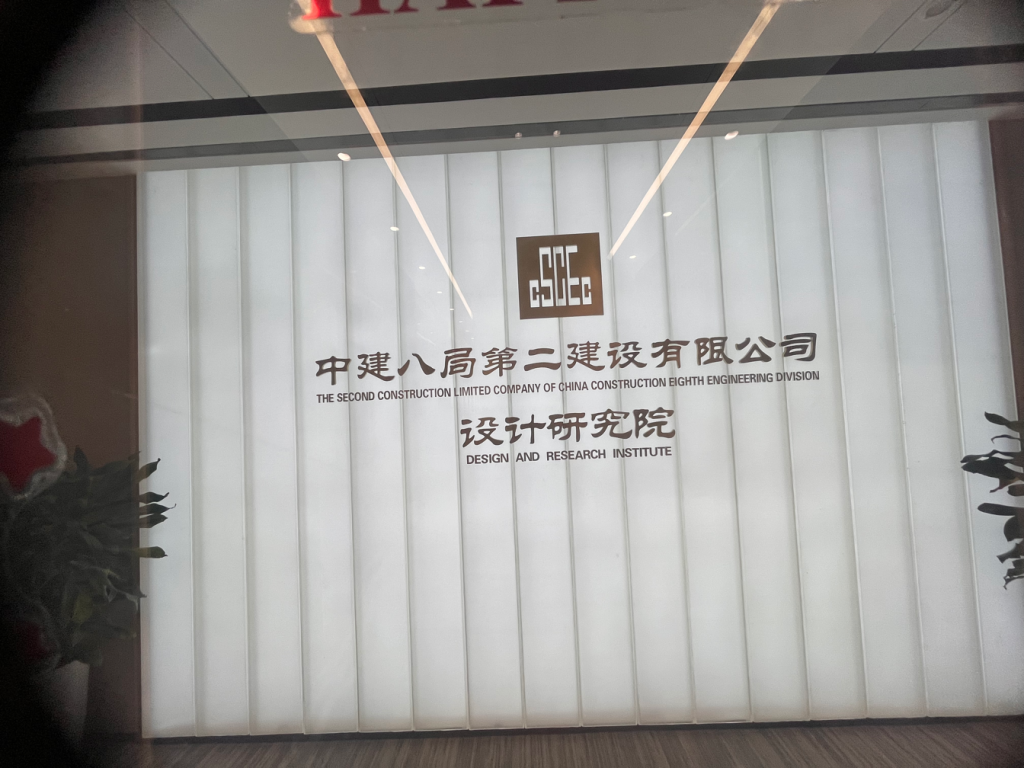 CSCEC
中建八局第二建设有限公司
THE SECOND CONSTRUCTION LIMITED COMPANY OF CHINA CONSTRUCTION EIGHTH ENGINEERING DIVISION
设计研究院
DESIGN AND RESEARCH INSTITUTE